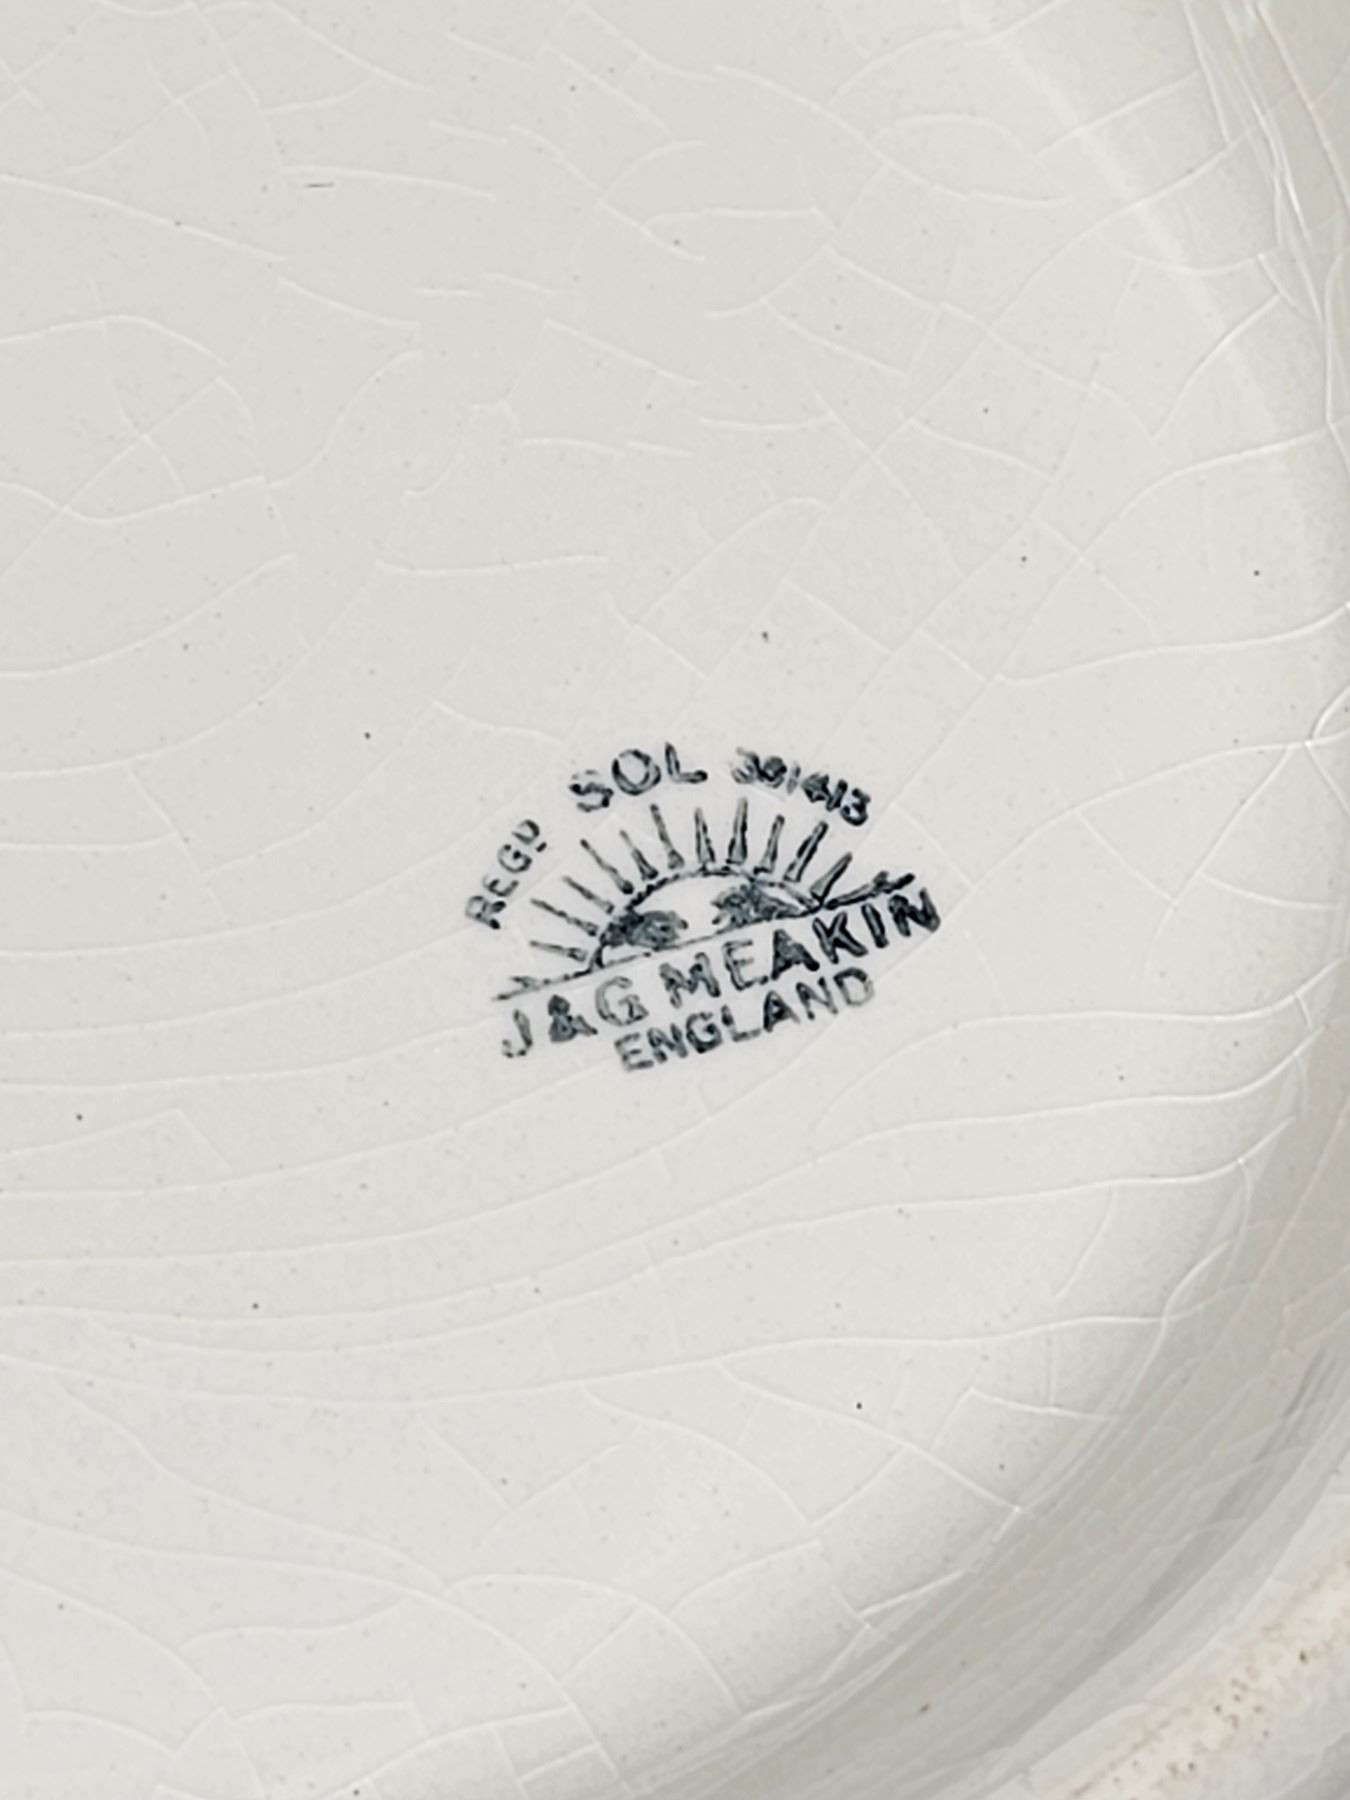 REGD SOL 391413
J & G MEAKIN
ENGLAND